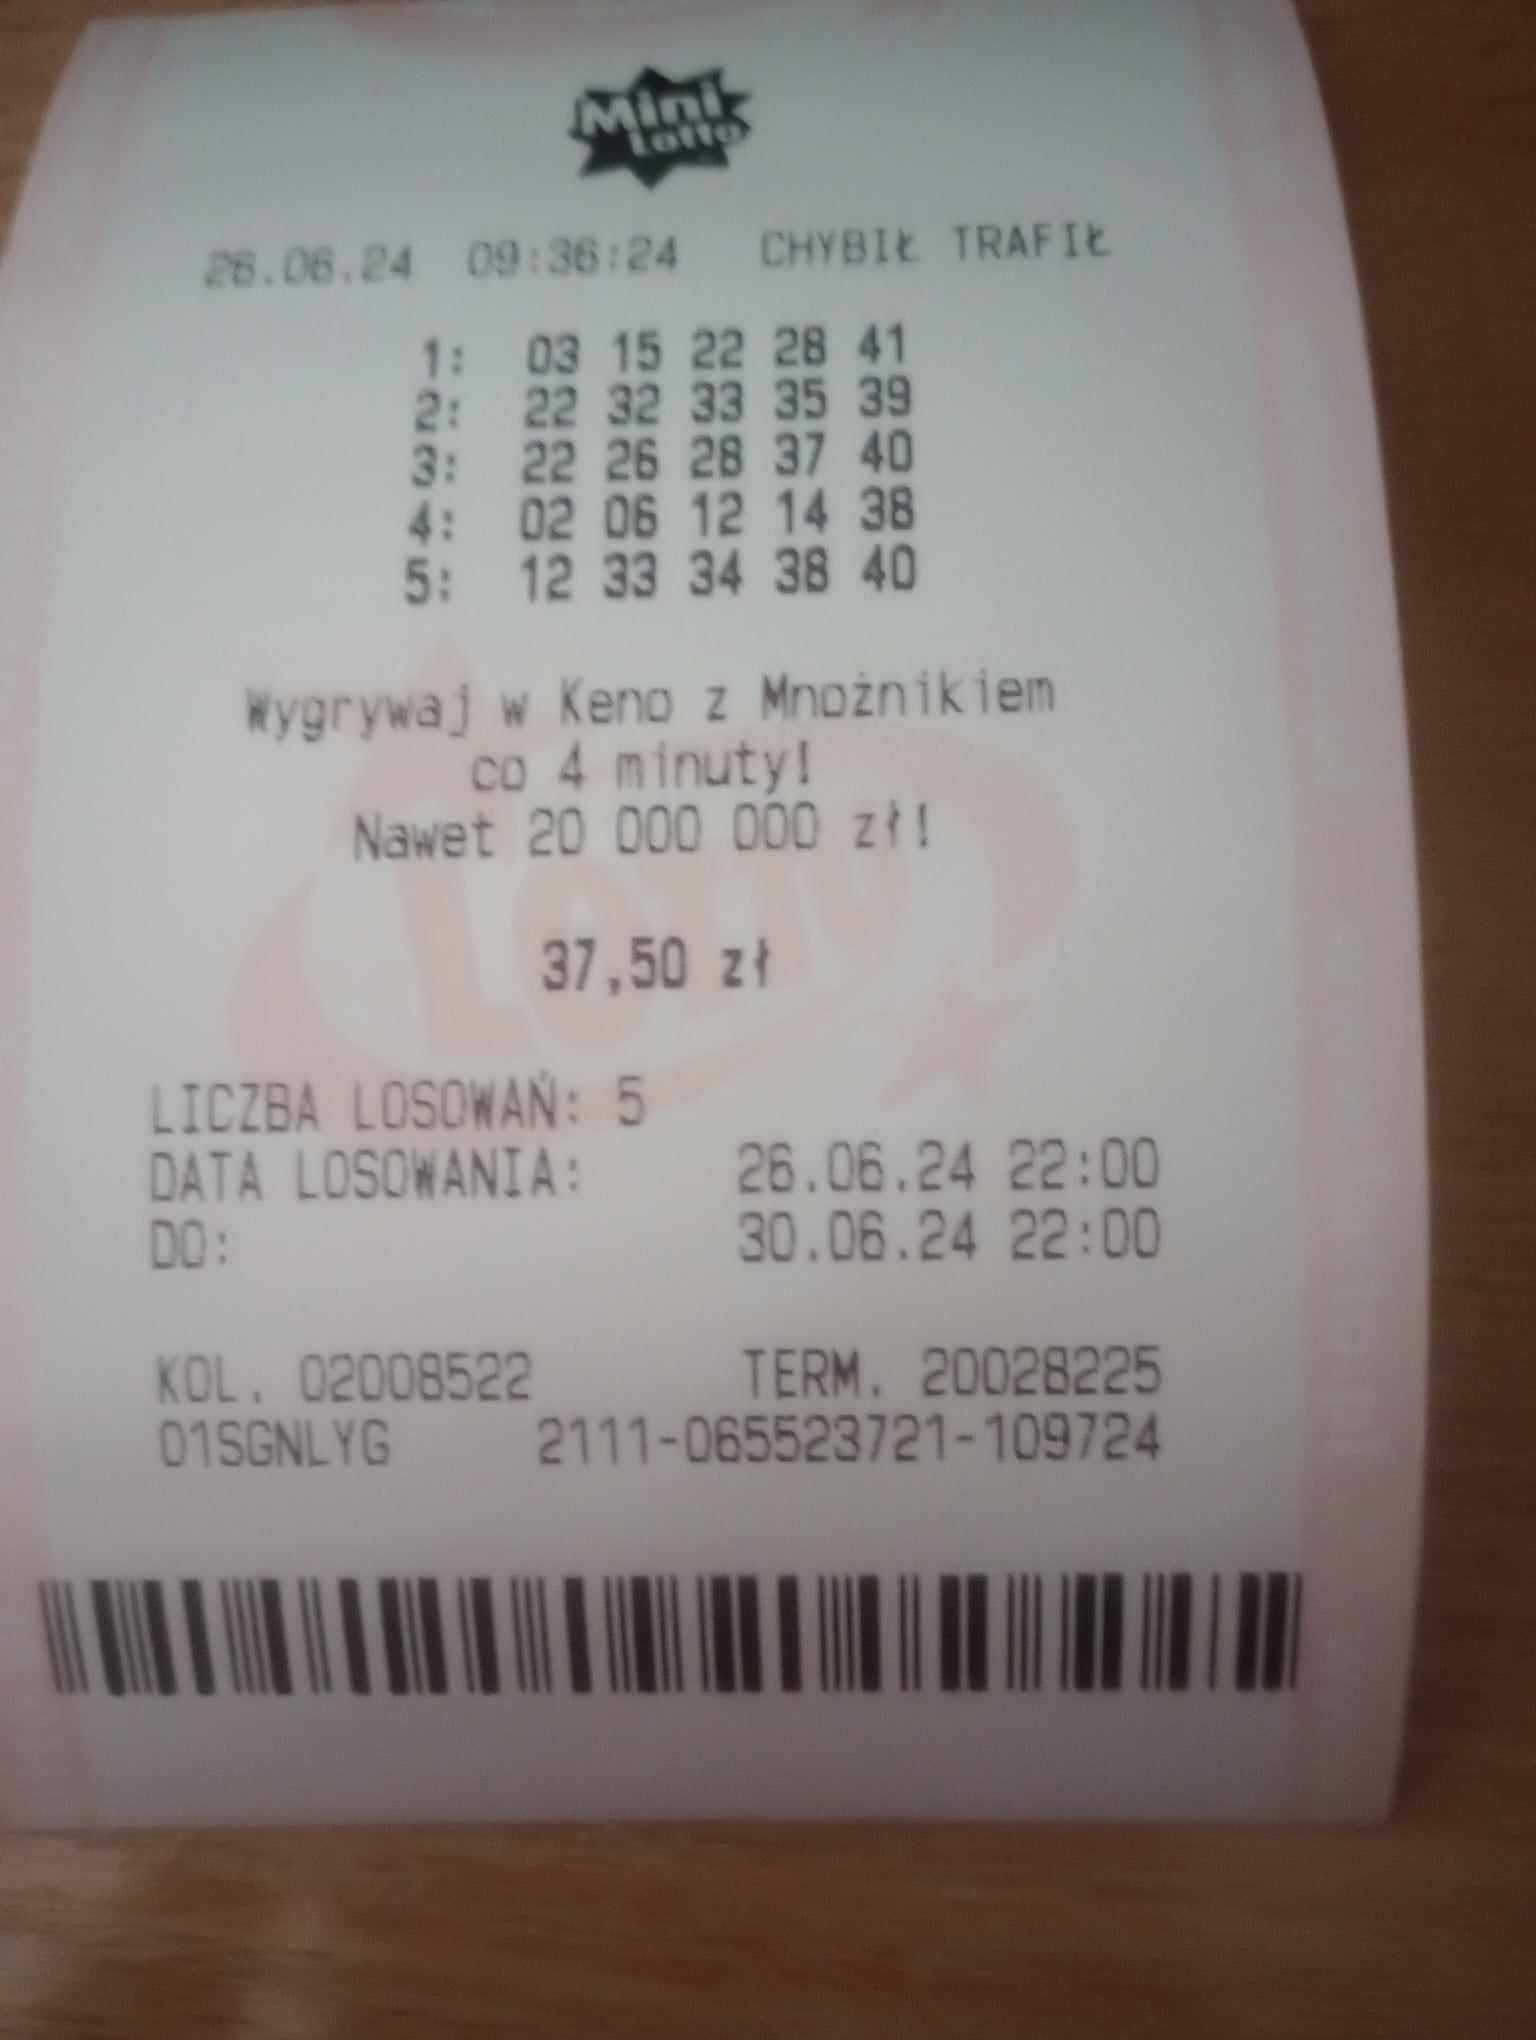 Mini
Lotto
26.06.24 09:36:24 CHYBIŁ TRAFIŁ
1: 03 15 22 28 41
2: 22 32 33 35 39
3: 22 26 28 37 40
4: 02 06 12 14 38
5: 12 33 34 38 40
Wygrywaj w Keno z Mnożnikiem
co 4 minuty!
Nawet 20 000 000 zł!
LOTTO
37,50 zł
LICZBA LOSOWAŃ: 5
DATA LOSOWANIA: 26.06.24 22:00
DO: 30.06.24 22:00
KOL. 02008522 TERM. 20028225
01SGNLYG 2111-065523721-109724